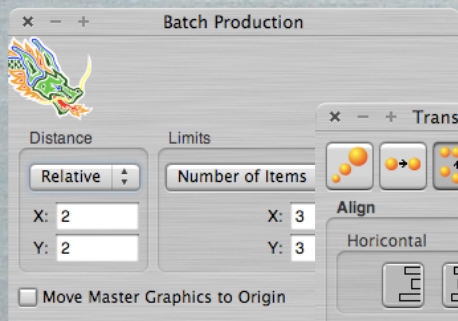 Batch Production
Distance
Limits
Relative
Number of Items
X: 2
X: 3
Y: 2
Y: 3
Move Master Graphics to Origin
Trans
Align
Horicontal